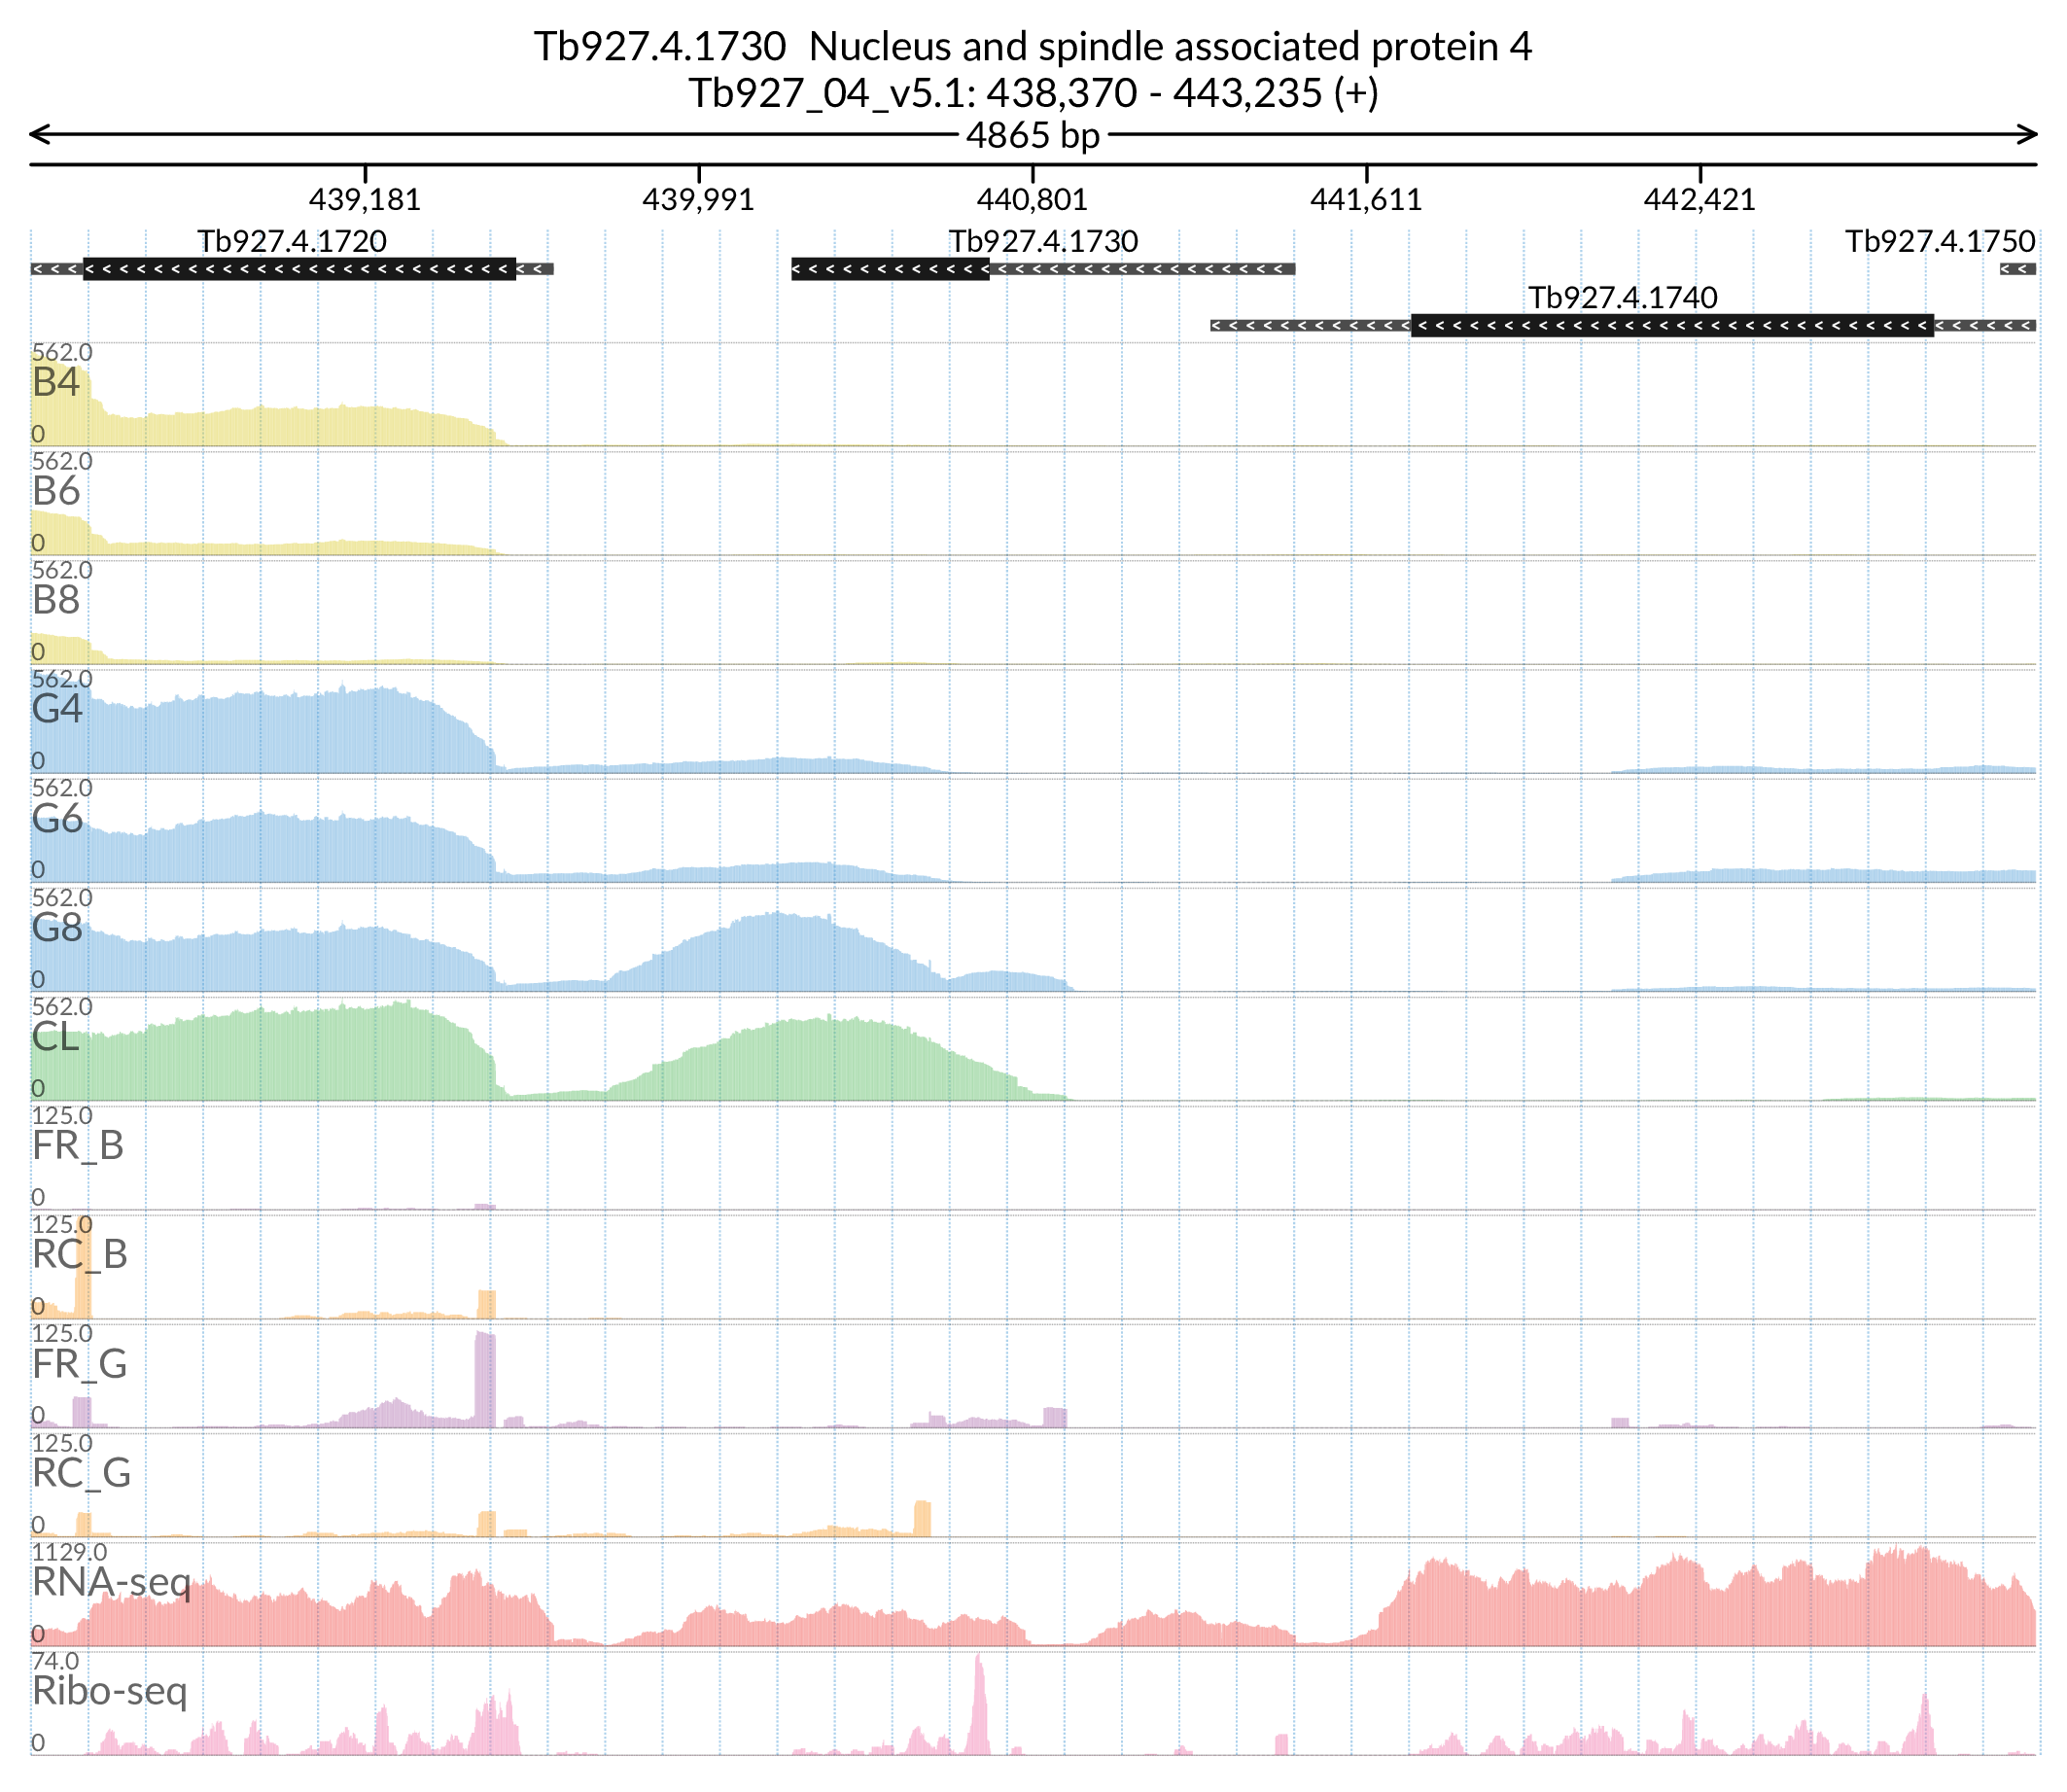 Tb927.4.1730  Nucleus and spindle associated protein 4
Tb927_04_v5.1: 438,370 - 443,235 (+)
4865 bp
439,181 439,991 440,801 441,611 442,421
Tb927.4.1720 Tb927.4.1730 Tb927.4.1750
Tb927.4.1740
562.0
B4
0
562.0
B6
0
562.0
B8
0
562.0
G4
0
562.0
G6
0
562.0
G8
0
562.0
CL
0
125.0
FR_B
0
125.0
RC_B
0
125.0
FR_G
0
125.0
RC_G
0
1129.0
RNA-seq
0
74.0
Ribo-seq
0